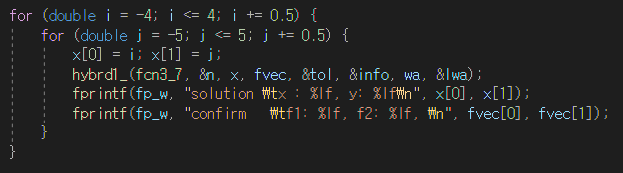 for (double i = -4; i <= 4; i += 0.5) {
for (double j = -5; j <= 5; j += 0.5) {
x[0] = i; x[1] = j;
hybrd1_(fcn3_7, &n, x, fvec, &tol, &info, wa, &lwa);
fprintf(fp_w, "solution ₩tx : %lf, y: %lf₩n", x[0], x[1]);
fprintf(fp_w, "confirm   ₩tf1: %lf, f2: %lf, ₩n", fvec[0], fvec[1]);
}
}